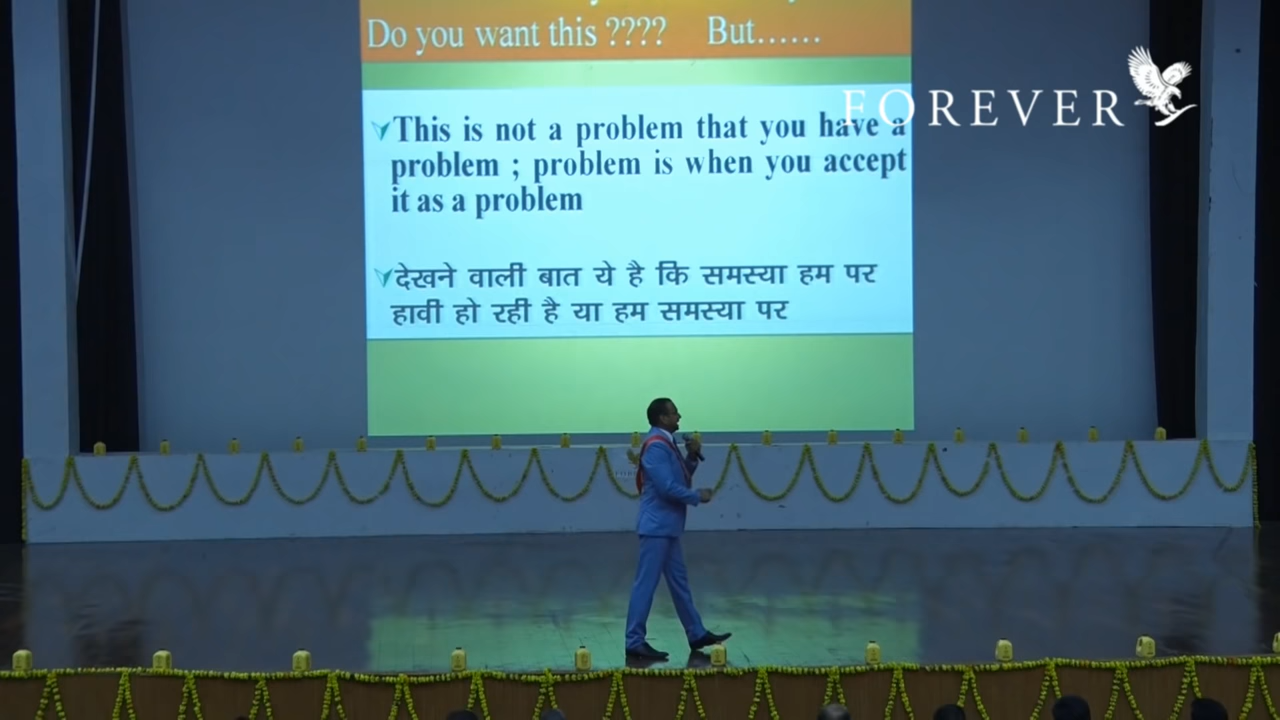 Do you want this ???? But......
FOREVER
This is not a problem that you have a
problem ; problem is when you accept
it as a problem
देखने वाली बात ये है कि समस्या हम पर
हावी हो रही है या हम समस्या पर